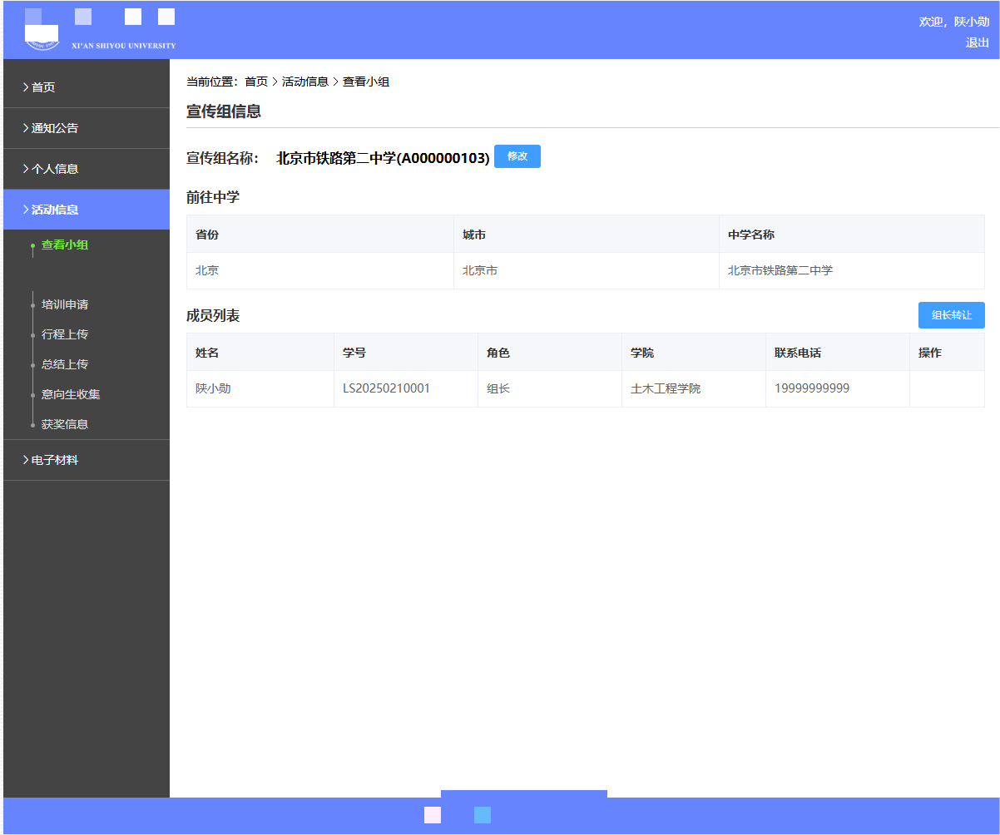 XI'AN SHIYOU UNIVERSITY
欢迎，陕小勋
退出
首页
通知公告
个人信息
活动信息
查看小组
培训申请
行程上传
总结上传
意向生收集
获奖信息
电子材料
当前位置：首页 > 活动信息 > 查看小组
宣传组信息
宣传组名称： 北京市铁路第二中学(A000000103) 修改
前往中学
省份 城市 中学名称
北京 北京市 北京市铁路第二中学
成员列表 组长转让
姓名 学号 角色 学院 联系电话 操作
陕小勋 LS20250210001 组长 土木工程学院 19999999999